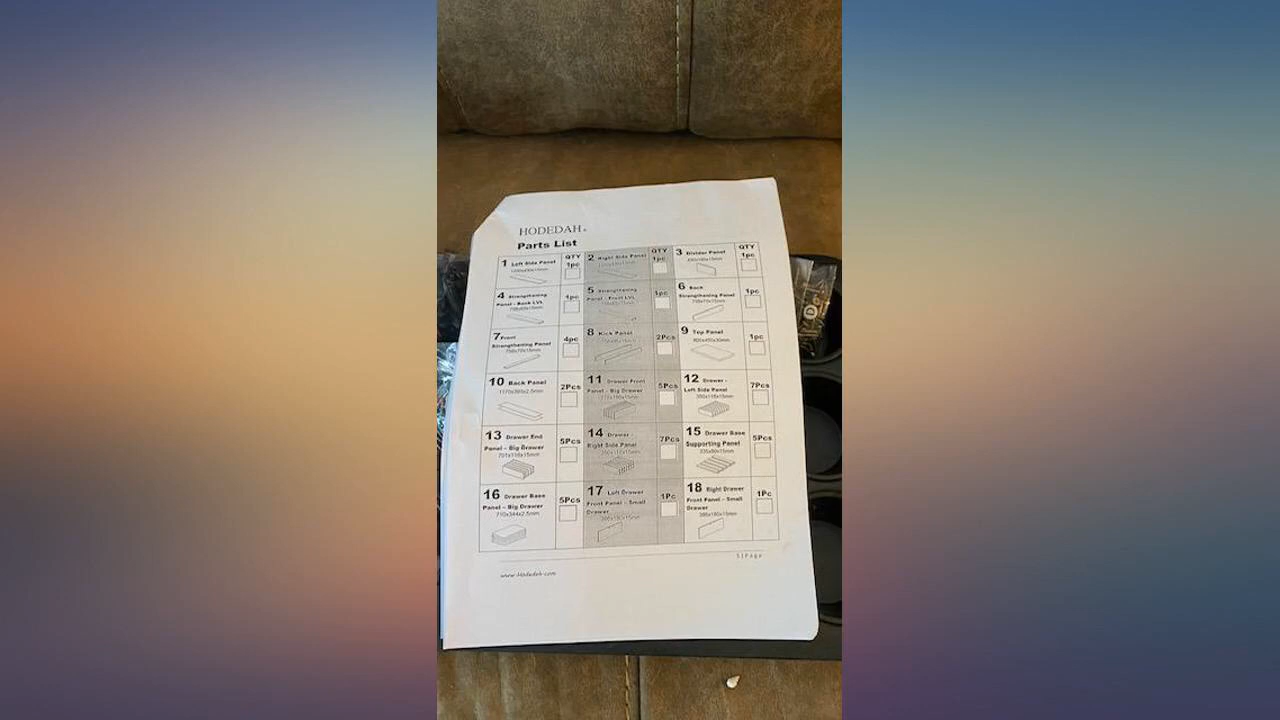 HODEDAH®
Parts List
1 Left Side Panel
QTY
1pc
2 Right Side Panel
QTY
1pc
3 Divider Panel
QTY
1pc
4 Strengthening
Panel - Back LVL
1pc
5 Strengthening
Panel - Front LVL
1pc
6 Back
Strengthening Panel
1pc
7 Front
Strengthening Panel
4pc
8 Kick Panel
2Pcs
9 Top Panel
1pc
10 Back Panel
2Pcs
11 Drawer Front
Panel - Big Drawer
5Pcs
12 Drawer -
Left Side Panel
7Pcs
13 Drawer End
Panel - Big Drawer
5Pcs
14 Drawer -
Right Side Panel
7Pcs
15 Drawer Base
Supporting Panel
5Pcs
16 Drawer Base
Panel - Big Drawer
710x344x2.5mm
5Pcs
17 Left Drawer
Front Panel - Small
Drawer
1Pc
18 Right Drawer
Front Panel - Small
Drawer
1Pc
5 | Page
www.Hodedah.com